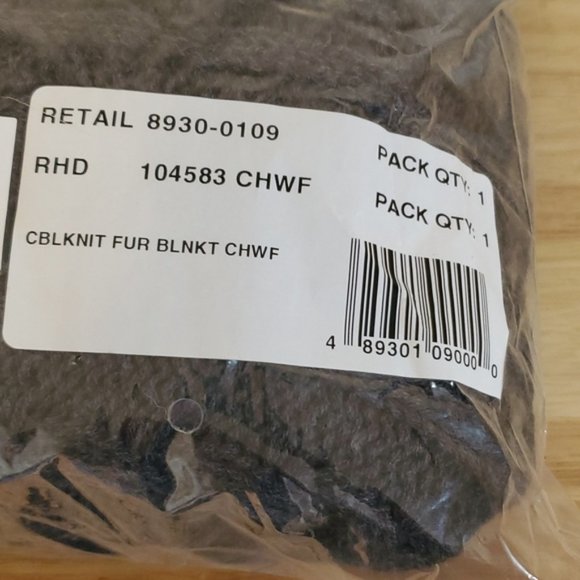 RETAIL 8930-0109
RHD 104583 CHWF
PACK QTY: 1
PACK QTY: 1
CBLKNIT FUR BLNKT CHWF
4 89301 09000 0